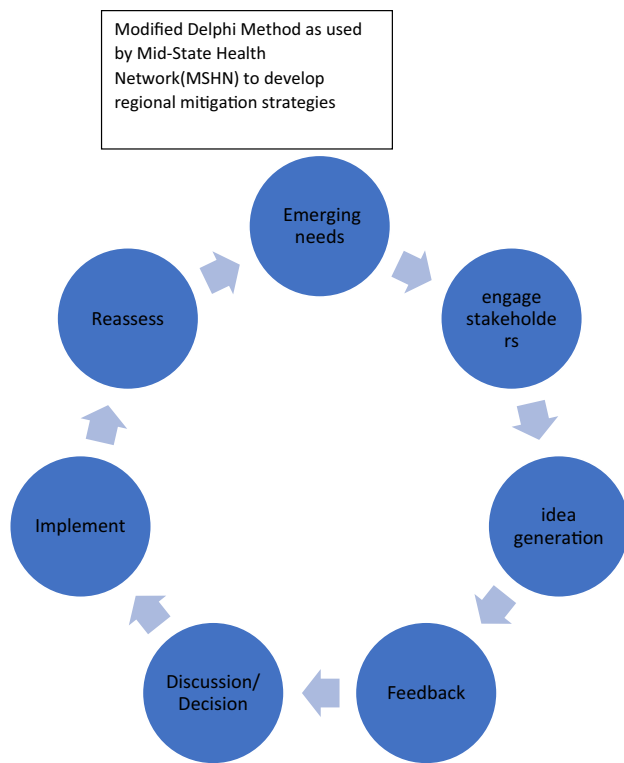 Modified Delphi Method as used
by Mid-State Health
Network(MSHN) to develop
regional mitigation strategies
Emerging
needs
engage
stakeholde
rs
idea
generation
Feedback
Discussion/
Decision
Implement
Reassess